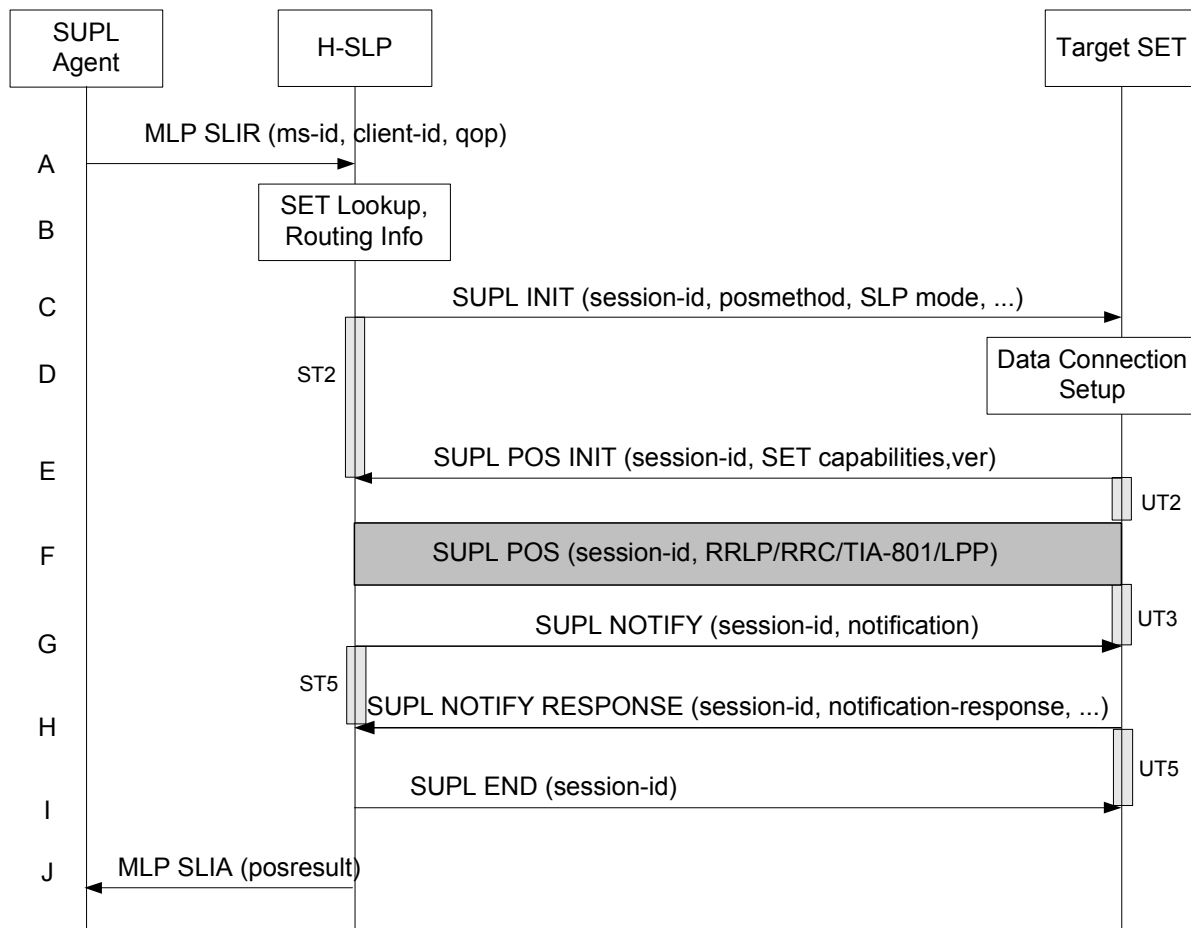 SUPL
Agent
H-SLP
Target SET
MLP SLIR (ms-id, client-id, qop)
A
SET Lookup,
Routing Info
B
SUPL INIT (session-id, posmethod, SLP mode, ...)
C
Data Connection
Setup
D
ST2
SUPL POS INIT (session-id, SET capabilities,ver)
E
UT2
SUPL POS (session-id, RRLP/RRC/TIA-801/LPP)
F
SUPL NOTIFY (session-id, notification)
UT3
G
ST5
SUPL NOTIFY RESPONSE (session-id, notification-response, ...)
H
UT5
SUPL END (session-id)
I
MLP SLIA (posresult)
J